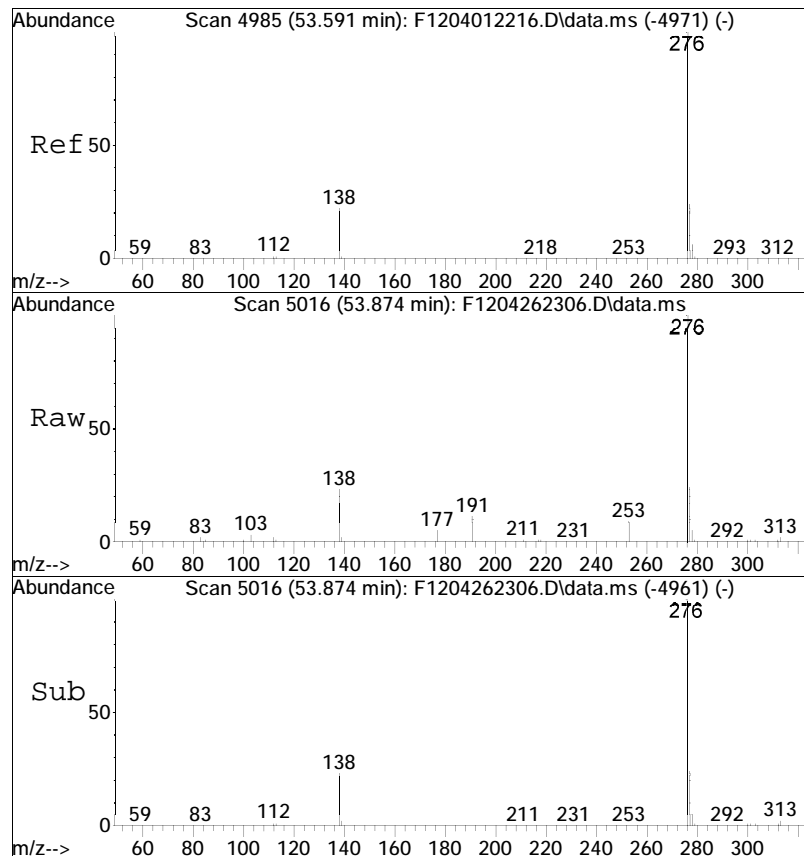 Abundance Scan 4985 (53.591 min): F1204012216.D\data.ms (-4971) (-)
276
Ref 50
138
59 83 112 218 253 293 312
0
m/z--> 60 80 100 120 140 160 180 200 220 240 260 280 300
Abundance Scan 5016 (53.874 min): F1204262306.D\data.ms
276
Raw 50
138
191
177 253
59 83 103 211 231 292 313
0
m/z--> 60 80 100 120 140 160 180 200 220 240 260 280 300
Abundance Scan 5016 (53.874 min): F1204262306.D\data.ms (-4961) (-)
276
Sub 50
138
59 83 112 211 231 253 292 313
0
m/z--> 60 80 100 120 140 160 180 200 220 240 260 280 300